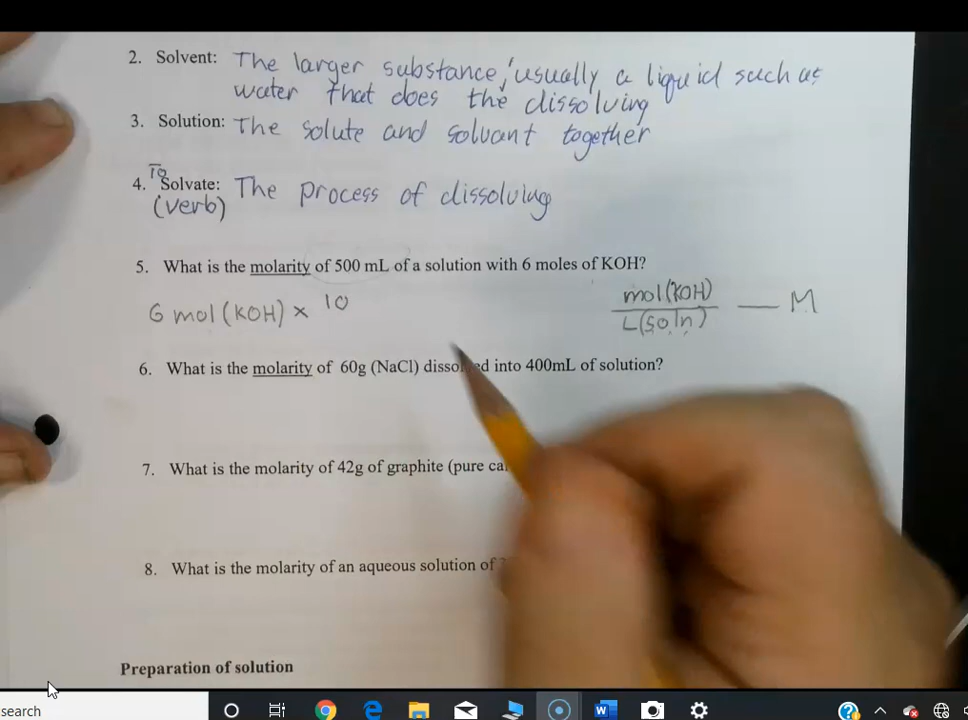 2. Solvent: The larger substance, usually a liquid such as
water that does the dissolving
3. Solution: The solute and solvant together
To
4. Solvate: The process of dissolving
(verb)
5. What is the molarity of 500 mL of a solution with 6 moles of KOH?
6 mol (KOH) × 10
mol (KOH)
L (soln)
___ M
6. What is the molarity of 60g (NaCl) into 400mL of solution?
7. What is the molarity of 42g of graphite (pure
8. What is the molarity of an aqueous solution of
Preparation of solution
search